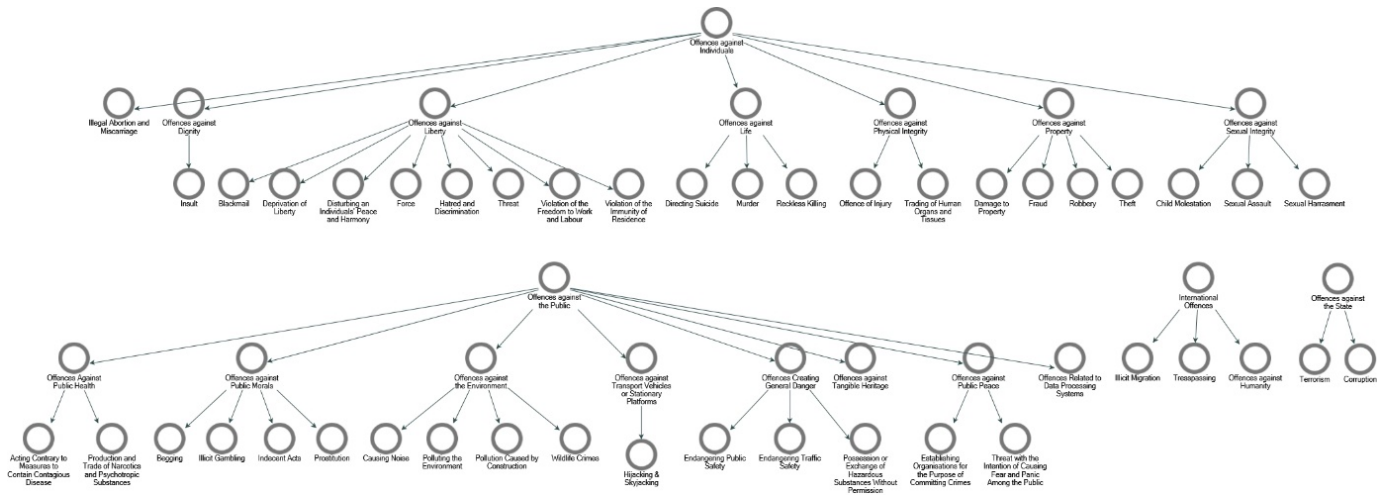 Offences against
Individuals
Illegal Abortion and
Miscarriage
Offences against
Dignity
Offences against
Liberty
Offences against
Life
Offences against
Physical Integrity
Offences against
Property
Offences against
Sexual Integrity
Insult
Blackmail
Deprivation of
Liberty
Disturbing an
Individuals' Peace
and Harmony
Force
Hatred and
Discrimination
Threat
Violation of the
Freedom to Work
and Labour
Violation of the
Immunity of
Residence
Directing Suicide
Murder
Reckless Killing
Offence of Injury
Trading of Human
Organs and
Tissues
Damage to
Property
Fraud
Robbery
Theft
Child Molestation
Sexual Assault
Sexual Harrasment
Offences against
the Public
International
Offences
Offences against
the State
Offences Against
Public Health
Offences against
Public Morals
Offences against
the Environment
Offences against
Transport Vehicles
or Stationary
Platforms
Offences Creating
General Danger
Offences against
Tangible Heritage
Offences against
Public Peace
Offences Related to
Data Processing
Systems
Illicit Migration
Tresspassing
Offences against
Humanity
Terrorism
Corruption
Acting Contrary to
Measures to
Contain Contagious
Disease
Production and
Trade of Narcotics
and Psychotropic
Substances
Begging
Illicit Gambling
Indecent Acts
Prostitution
Causing Noise
Polluting the
Environment
Pollution Caused by
Construction
Wildlife Crimes
Hijacking &
Skyjacking
Endangering Public
Safety
Endangering Traffic
Safety
Possession or
Exchange of
Hazardous
Substances Without
Permission
Establishing
Organisations for
the Purpose of
Committing Crimes
Threat with the
Intention of Causing
Fear and Panic
Among the Public